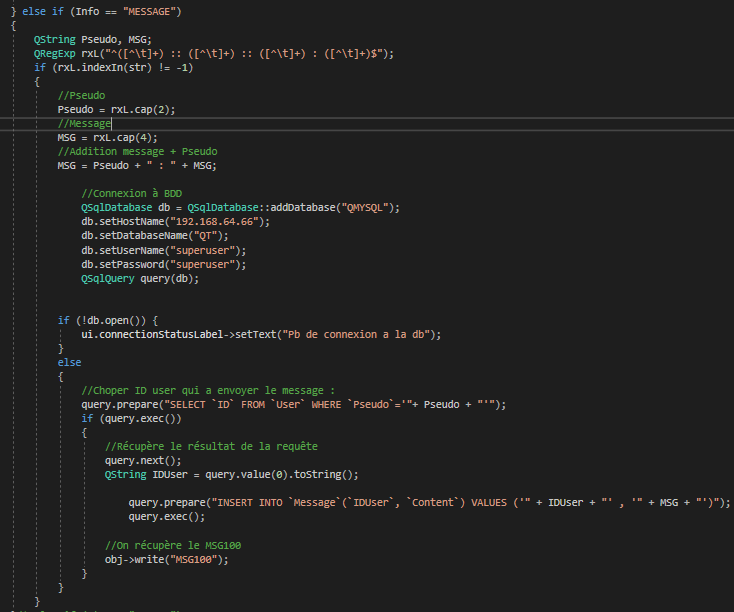 } else if (Info == "MESSAGE")
{
QString Pseudo, MSG;
QRegExp rxL("^([^\t]+) :: ([^\t]+) :: ([^\t]+) : ([^\t]+)$");
if (rxL.indexIn(str) != -1)
{
//Pseudo
Pseudo = rxL.cap(2);
//Message
MSG = rxL.cap(4);
//Addition message + Pseudo
MSG = Pseudo + " : " + MSG;
//Connexion à BDD
QSqlDatabase db = QSqlDatabase::addDatabase("QMYSQL");
db.setHostName("192.168.64.66");
db.setDatabaseName("QT");
db.setUserName("superuser");
db.setPassword("superuser");
QSqlQuery query(db);
if (!db.open()) {
ui.connectionStatusLabel->setText("Pb de connexion a la db");
}
else
{
//Choper ID user qui a envoyer le message :
query.prepare("SELECT `ID` FROM `User` WHERE `Pseudo`='"+ Pseudo + "'");
if (query.exec())
{
//Récupère le résultat de la requête
query.next();
QString IDUser = query.value(0).toString();
query.prepare("INSERT INTO `Message`(`IDUser`, `Content`) VALUES ('" + IDUser + "' , '" + MSG + "')");
query.exec();
//On récupère le MSG100
obj->write("MSG100");
}
}
}